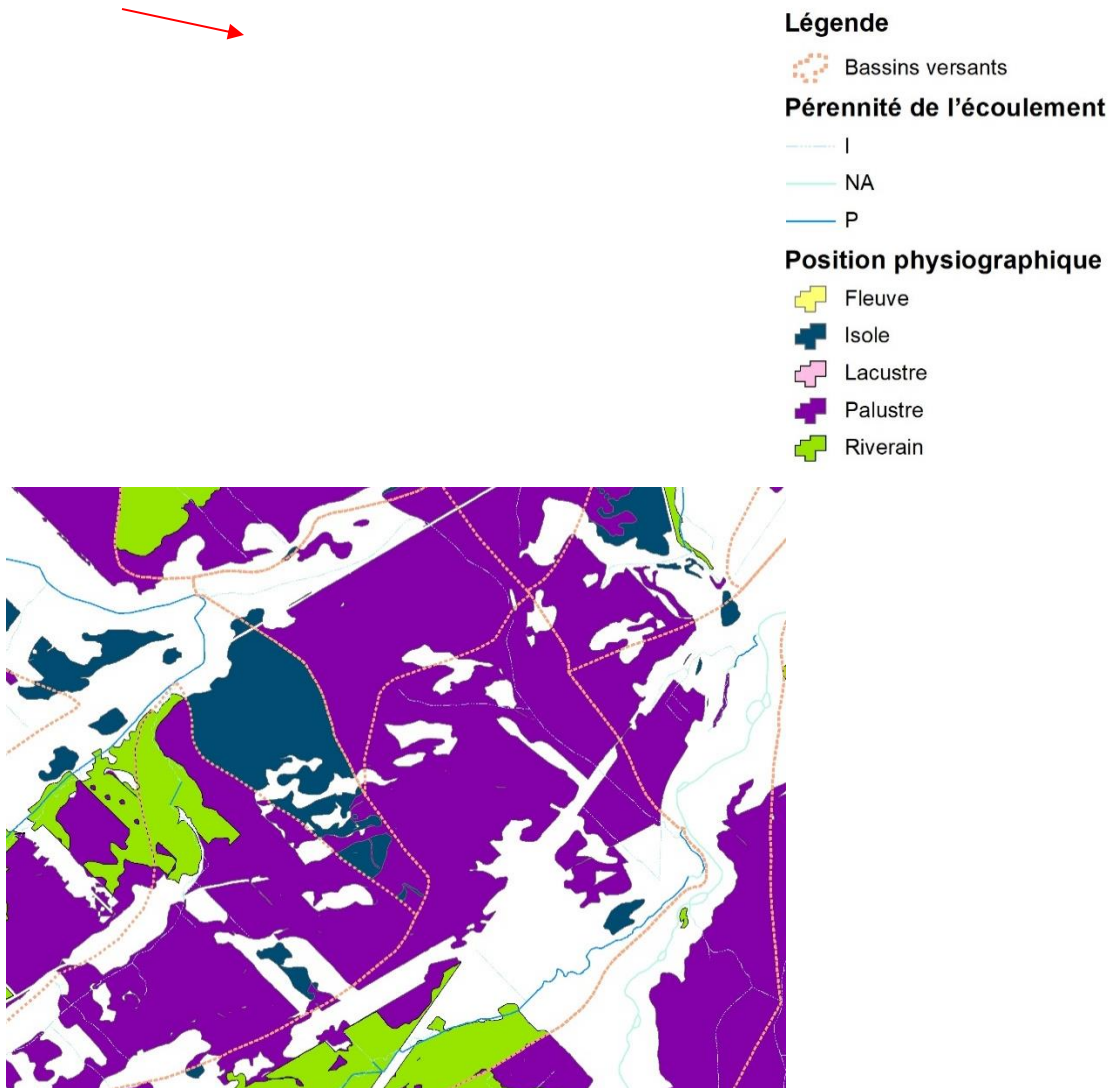 Légende
Bassins versants
Pérennité de l'écoulement
I
NA
P
Position physiographique
Fleuve
Isole
Lacustre
Palustre
Riverain